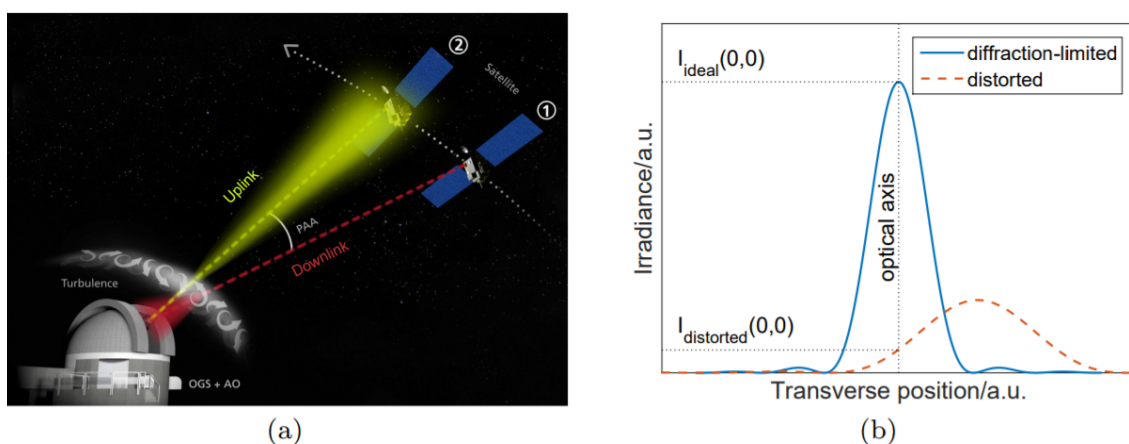 ②
Satellite
①
Uplink
PAA
Downlink
Turbulence
OGS + AO
(a)
I_ideal(0,0)
diffraction-limited
distorted
Irradiance/a.u.
optical axis
I_distorted(0,0)
Transverse position/a.u.
(b)